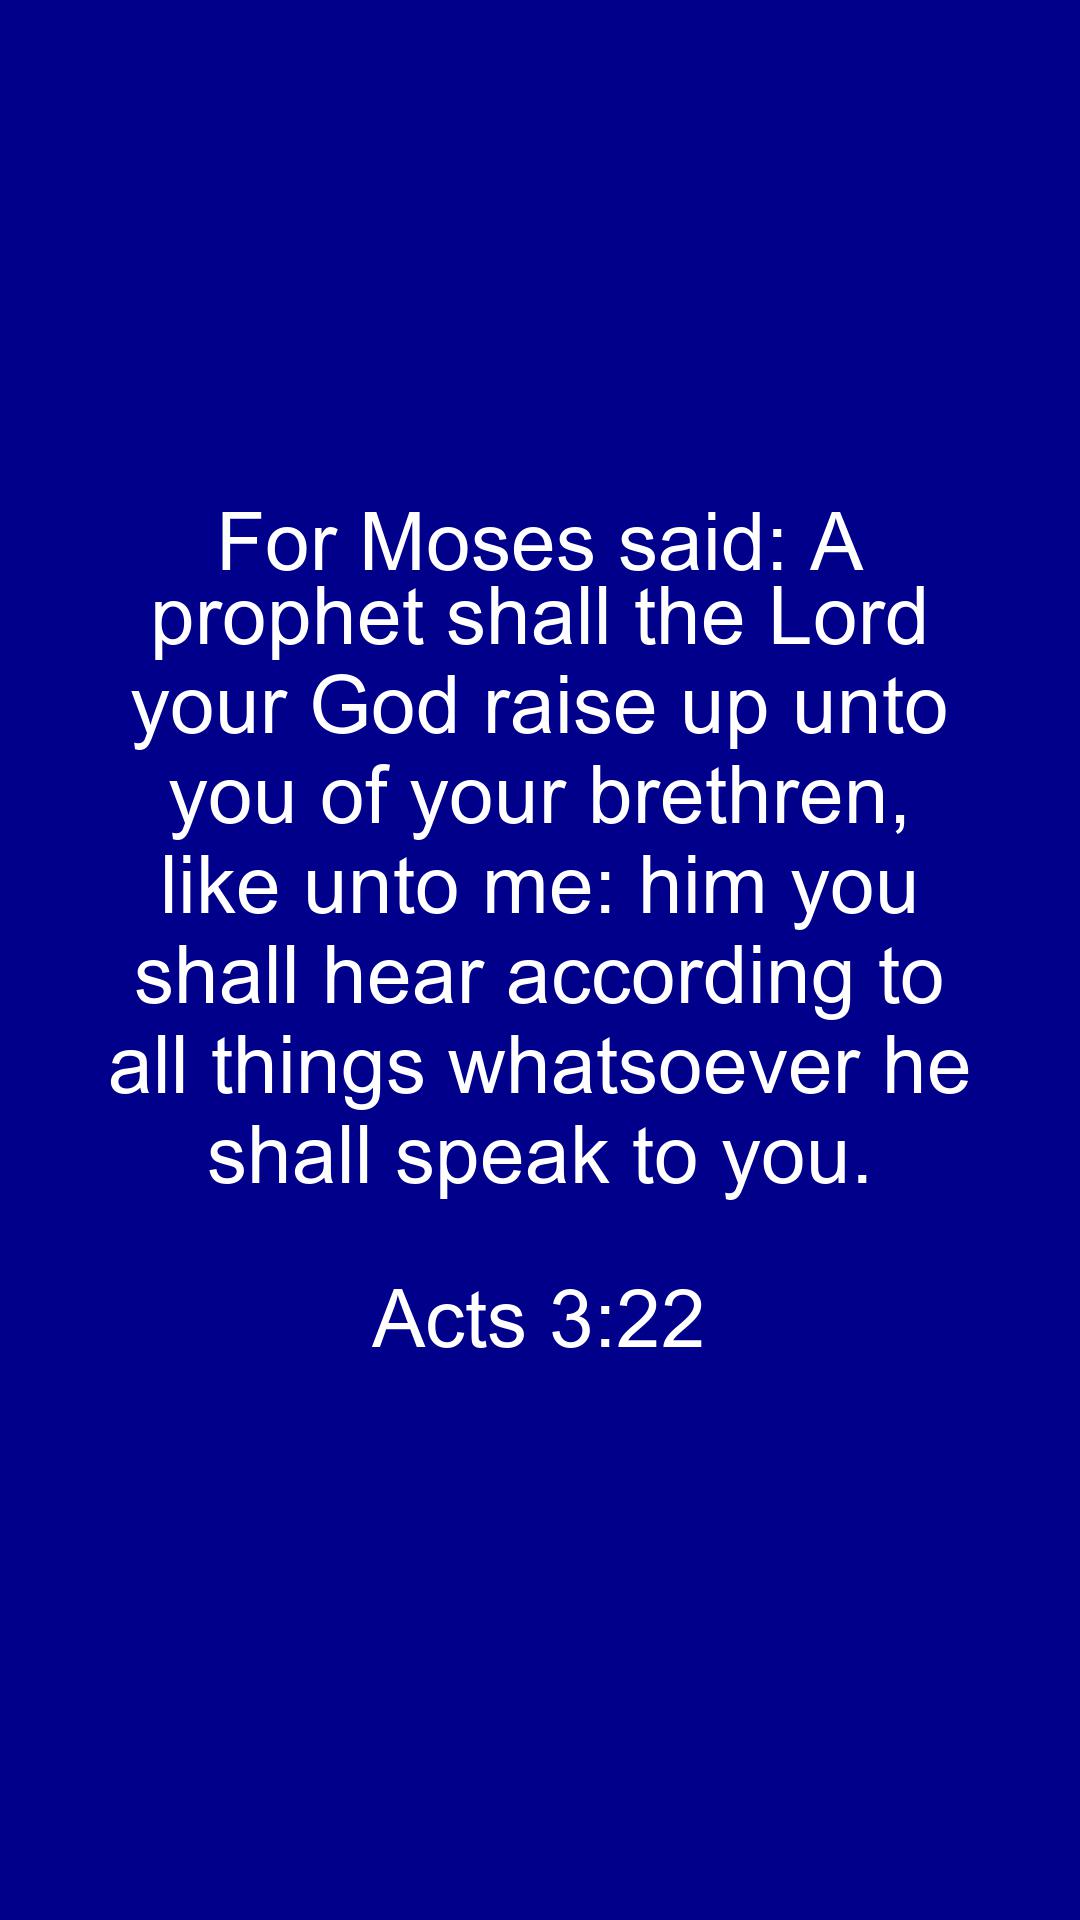 For Moses said: A
prophet shall the Lord
your God raise up unto
you of your brethren,
like unto me: him you
shall hear according to
all things whatsoever he
shall speak to you.
Acts 3:22